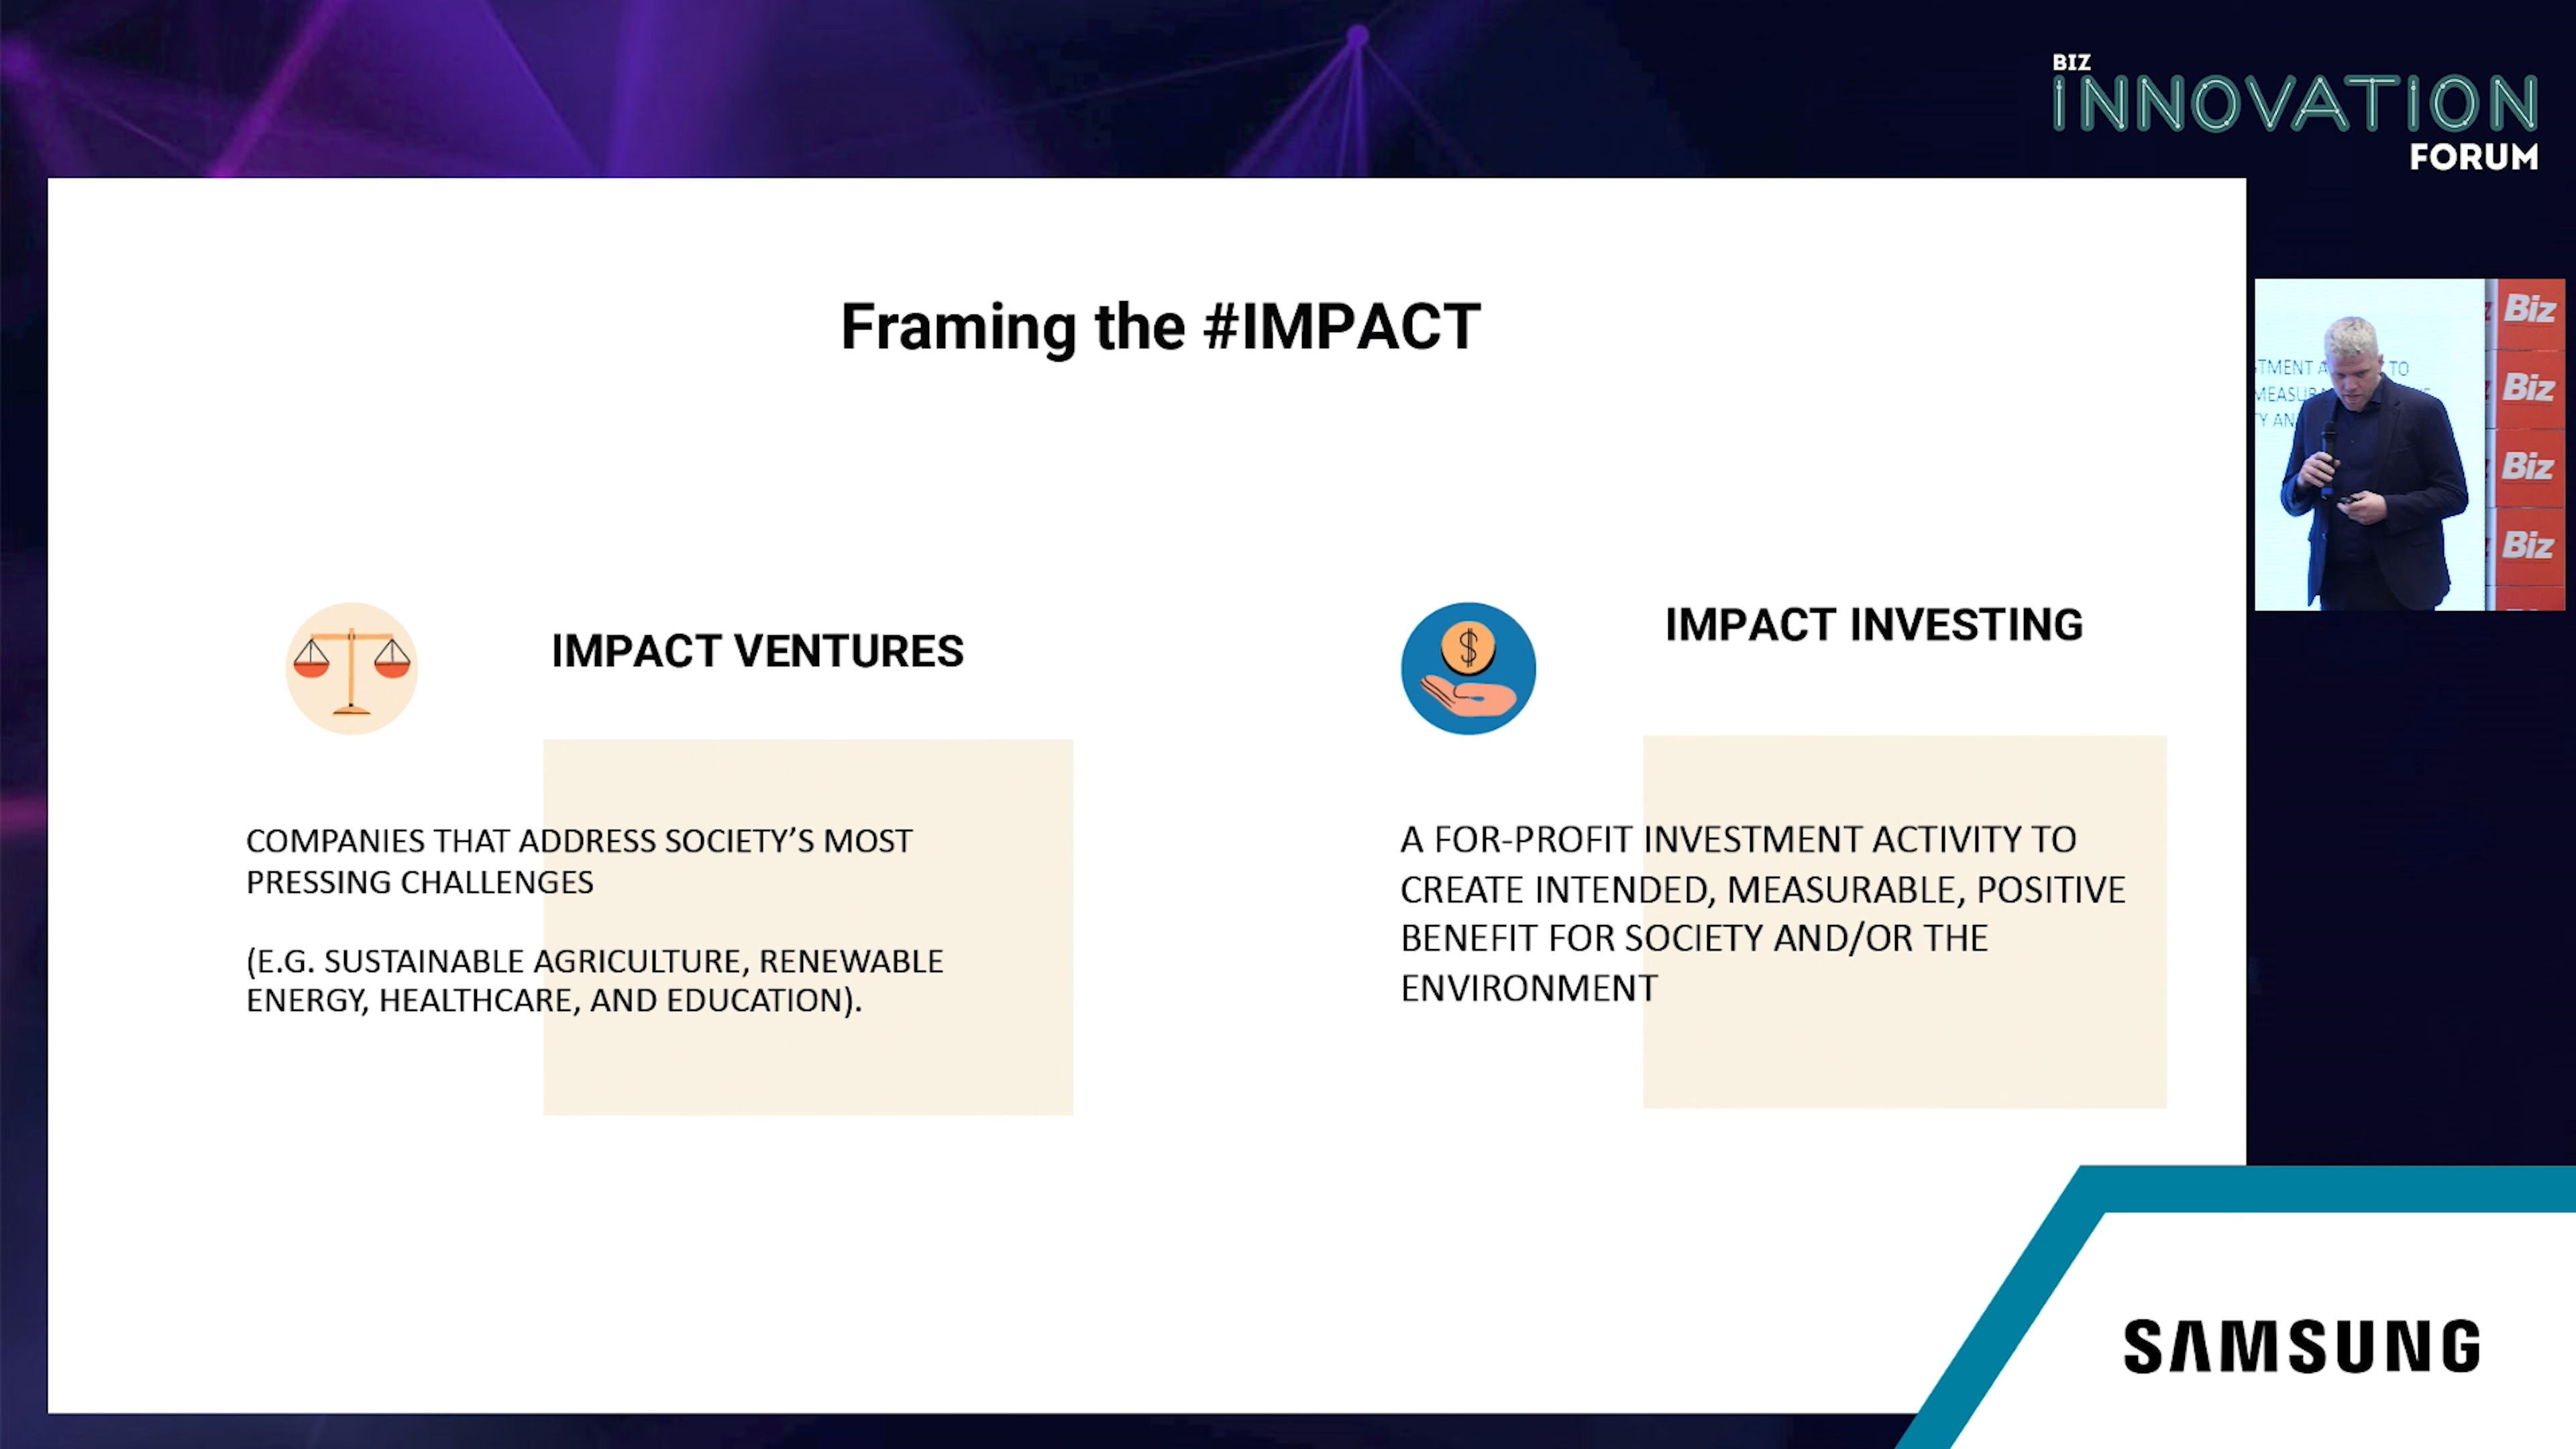 BIZ
INNOVATION
FORUM
Framing the #IMPACT
IMPACT VENTURES
COMPANIES THAT ADDRESS SOCIETY’S MOST
PRESSING CHALLENGES
(E.G. SUSTAINABLE AGRICULTURE, RENEWABLE
ENERGY, HEALTHCARE, AND EDUCATION).
IMPACT INVESTING
A FOR-PROFIT INVESTMENT ACTIVITY TO
CREATE INTENDED, MEASURABLE, POSITIVE
BENEFIT FOR SOCIETY AND/OR THE
ENVIRONMENT
TO
Biz
Biz
Biz
Biz
SAMSUNG